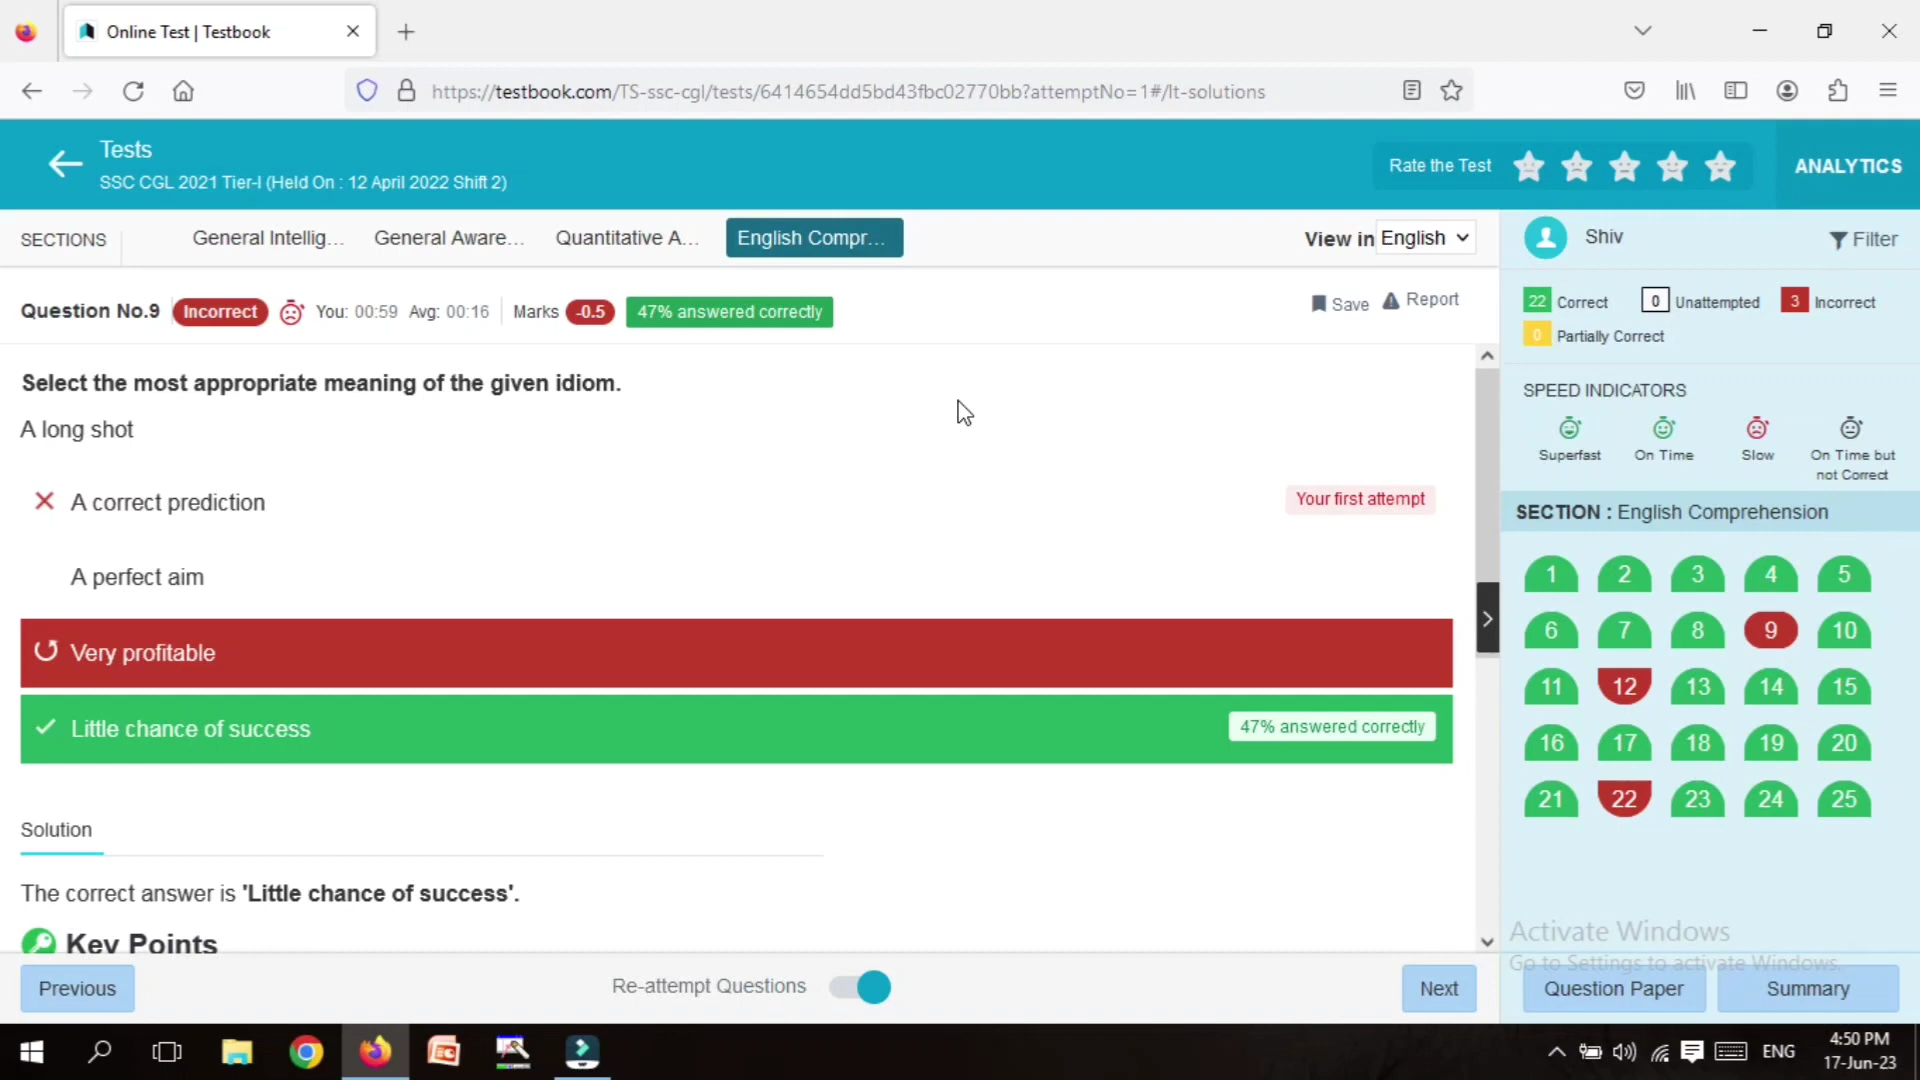 Online Test | Testbook
https://testbook.com/TS-ssc-cgl/tests/6414654dd5bd43fbc02770bb?attemptNo=1#/lt-solutions
Tests
SSC CGL 2021 Tier-I (Held On : 12 April 2022 Shift 2)
Rate the Test
ANALYTICS
SECTIONS General Intellig... General Aware... Quantitative A... English Compr... View in English
Shiv Filter
Question No.9 Incorrect You: 00:59 Avg: 00:16 Marks -0.5 47% answered correctly Save Report
22 Correct 0 Unattempted 3 Incorrect
0 Partially Correct
Select the most appropriate meaning of the given idiom.
A long shot
A correct prediction Your first attempt
A perfect aim
Very profitable
Little chance of success 47% answered correctly
Solution
The correct answer is 'Little chance of success'.
Key Points
SPEED INDICATORS
Superfast On Time Slow On Time but
not Correct
SECTION : English Comprehension
1 2 3 4 5
6 7 8 9 10
11 12 13 14 15
16 17 18 19 20
21 22 23 24 25
Activate Windows
Go to Settings to activate Windows.
Previous Re-attempt Questions Next Question Paper Summary
ENG 4:50 PM
17-Jun-23